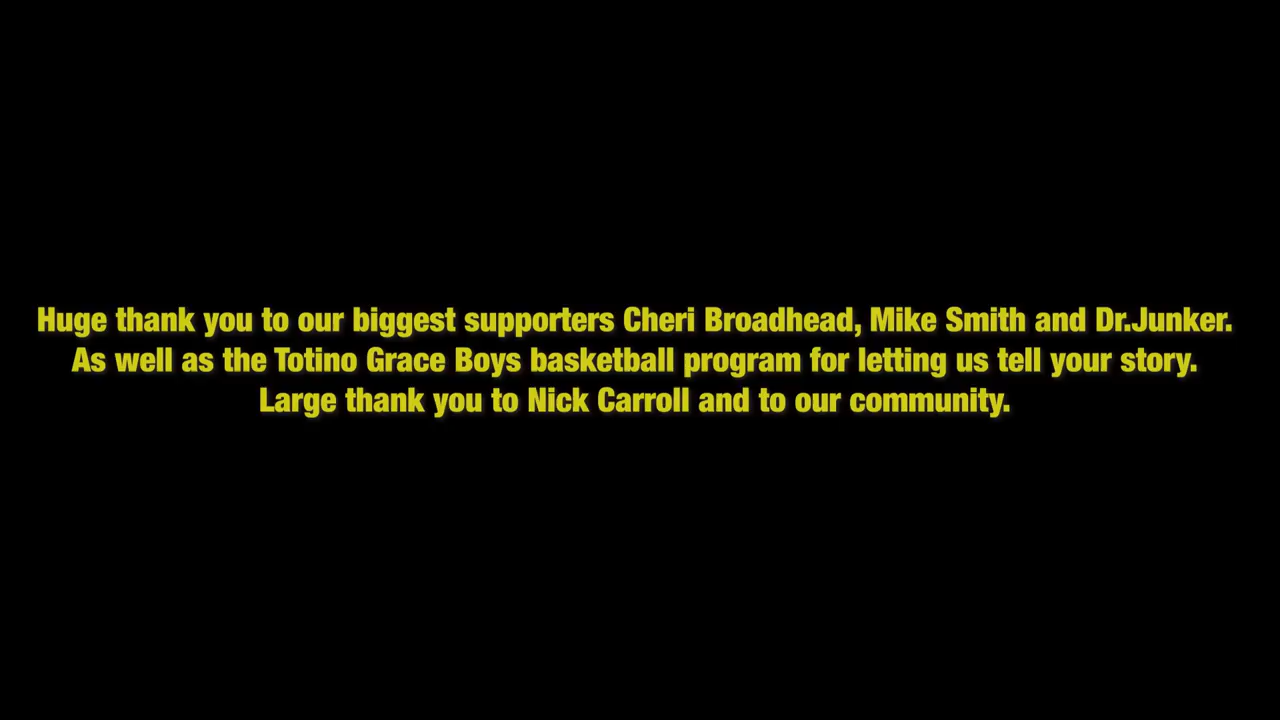 Huge thank you to our biggest supporters Cheri Broadhead, Mike Smith and Dr.Junker.
As well as the Totino Grace Boys basketball program for letting us tell your story.
Large thank you to Nick Carroll and to our community.